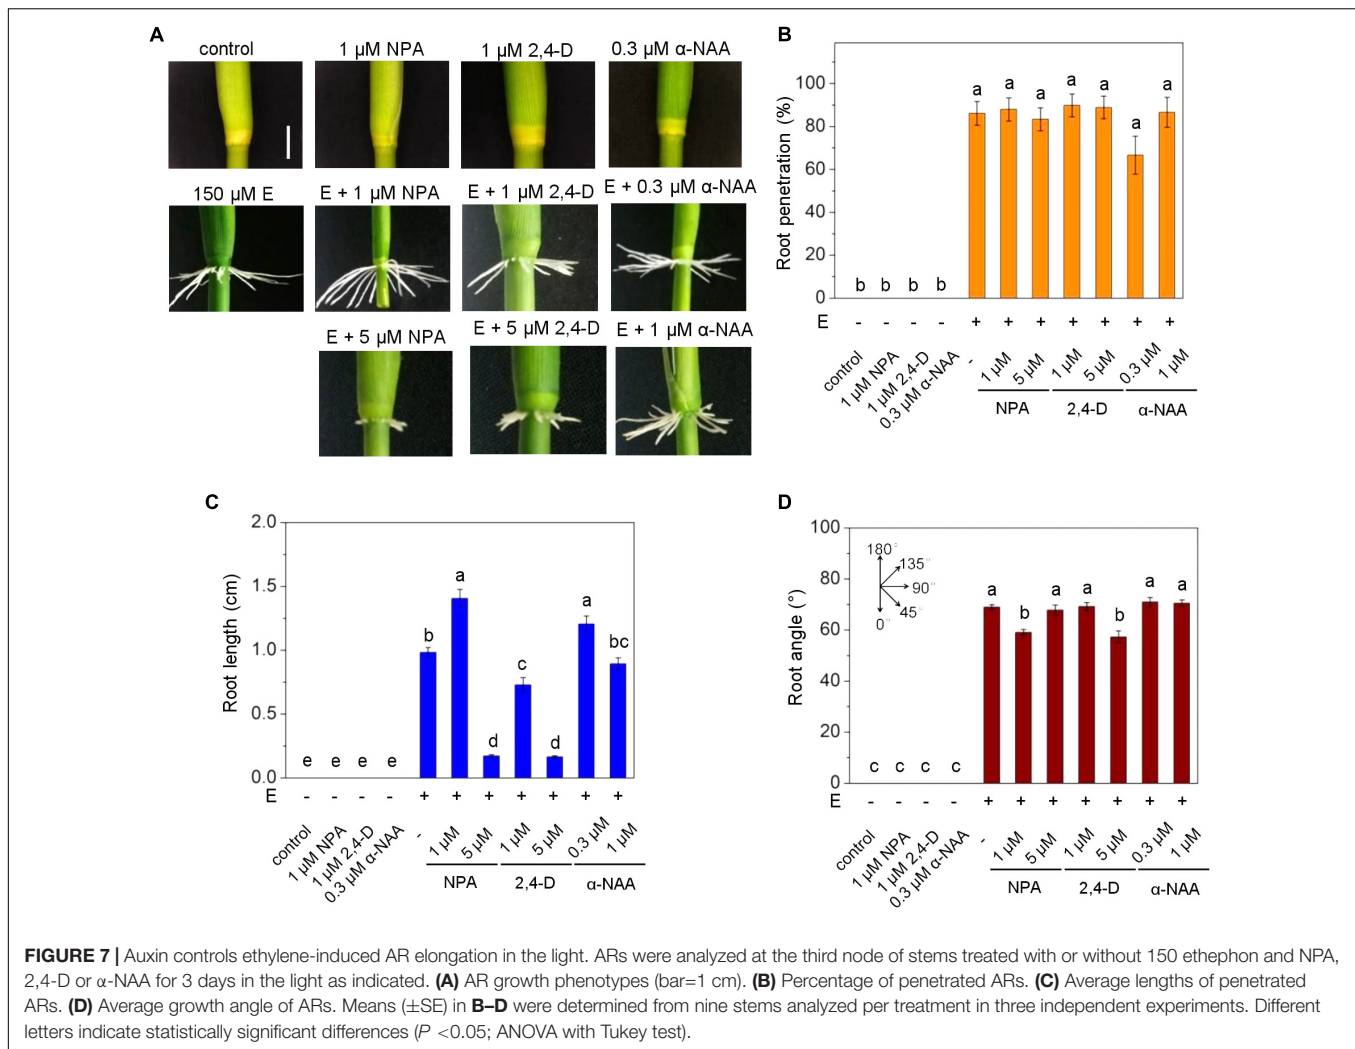 A
control
1 µM NPA
1 µM 2,4-D
0.3 µM α-NAA
150 µM E
E + 1 µM NPA
E + 1 µM 2,4-D
E + 0.3 µM α-NAA
E + 5 µM NPA
E + 5 µM 2,4-D
E + 1 µM α-NAA
B
Root penetration (%)
100
80
60
40
20
0
b b b b a a a a a a a
E - - - - + + + + + + +
control
1 µM NPA
1 µM 2,4-D
0.3 µM α-NAA
-
1 µM
5 µM
1 µM
5 µM
0.3 µM
1 µM
NPA 2,4-D α-NAA
C
Root length (cm)
2.0
1.5
1.0
0.5
0.0
e e e e b a d c d a bc
E - - - - + + + + + + +
control
1 µM NPA
1 µM 2,4-D
0.3 µM α-NAA
-
1 µM
5 µM
1 µM
5 µM
0.3 µM
1 µM
NPA 2,4-D α-NAA
D
Root angle (°)
100
80
60
40
20
0
180°
135°
90°
45°
0°
c c c c a b a a b a a
E - - - - + + + + + + +
control
1 µM NPA
1 µM 2,4-D
0.3 µM α-NAA
-
1 µM
5 µM
1 µM
5 µM
0.3 µM
1 µM
NPA 2,4-D α-NAA
FIGURE 7 | Auxin controls ethylene-induced AR elongation in the light. ARs were analyzed at the third node of stems treated with or without 150 ethephon and NPA,
2,4-D or α-NAA for 3 days in the light as indicated. (A) AR growth phenotypes (bar=1 cm). (B) Percentage of penetrated ARs. (C) Average lengths of penetrated
ARs. (D) Average growth angle of ARs. Means (±SE) in B–D were determined from nine stems analyzed per treatment in three independent experiments. Different
letters indicate statistically significant differences (P <0.05; ANOVA with Tukey test).